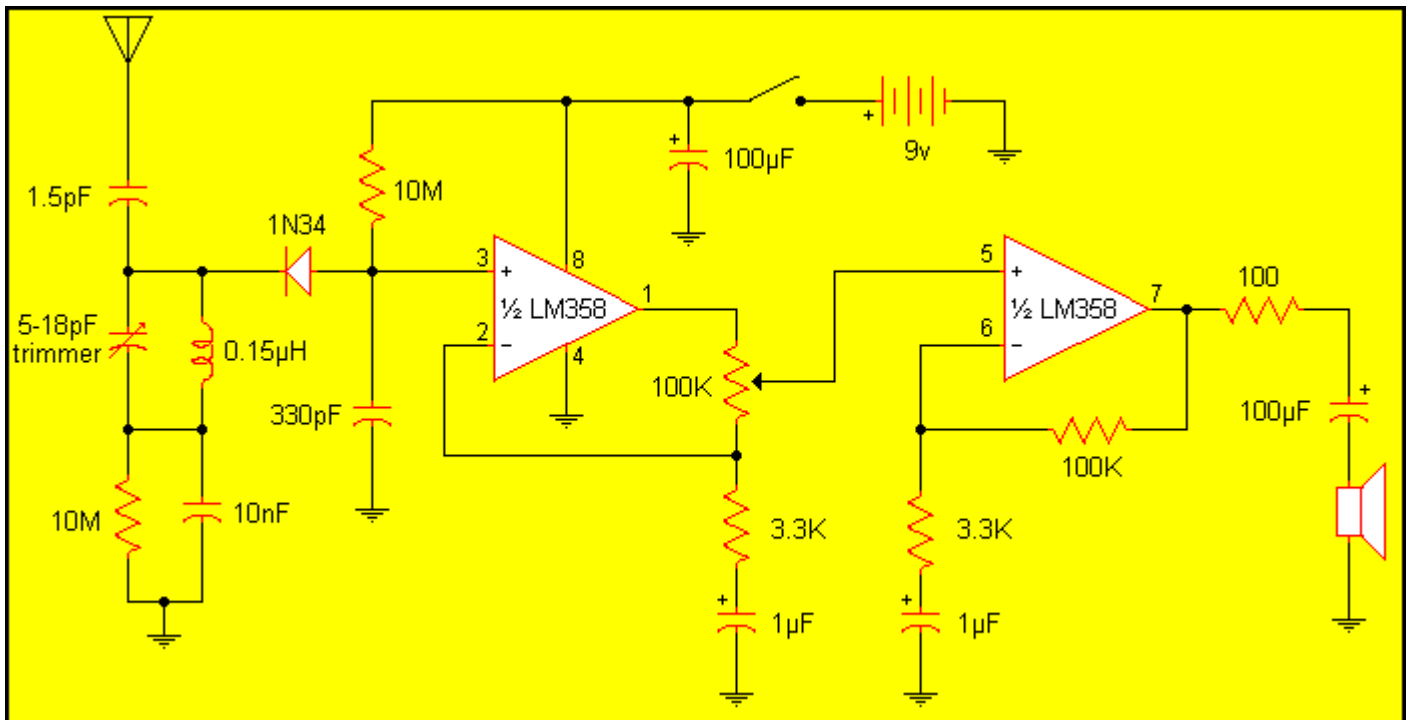 1.5pF
1N34
10M
100µF
9v
+
+
5-18pF
trimmer
0.15µH
330pF
3
+
8
½ LM358
1
2
−
4
100K
5
+
½ LM358
7
6
−
100
+
100µF
100K
10M
10nF
3.3K
3.3K
+
1µF
+
1µF